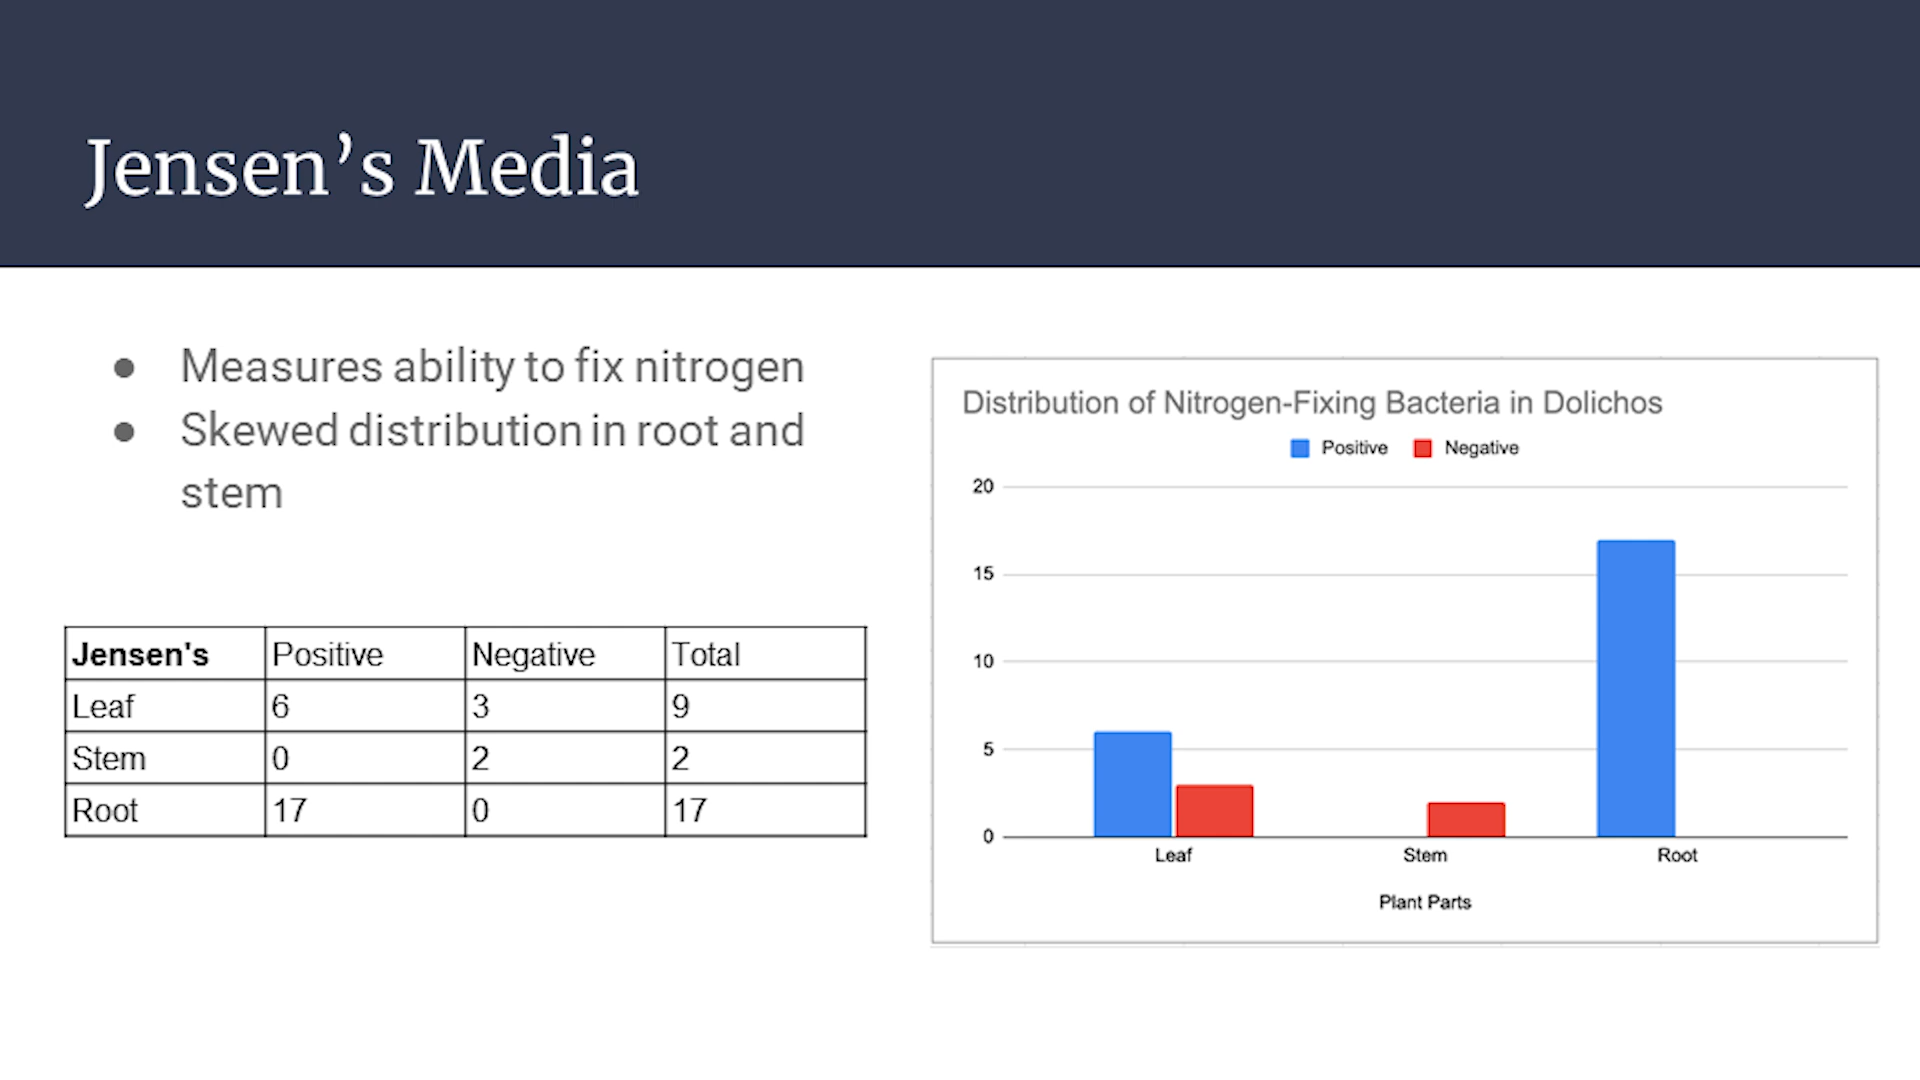 Jensen’s Media
● Measures ability to fix nitrogen
● Skewed distribution in root and
stem
Jensen's Positive Negative Total
Leaf 6 3 9
Stem 0 2 2
Root 17 0 17
Distribution of Nitrogen-Fixing Bacteria in Dolichos
Positive Negative
20
15
10
5
0
Leaf Stem Root
Plant Parts